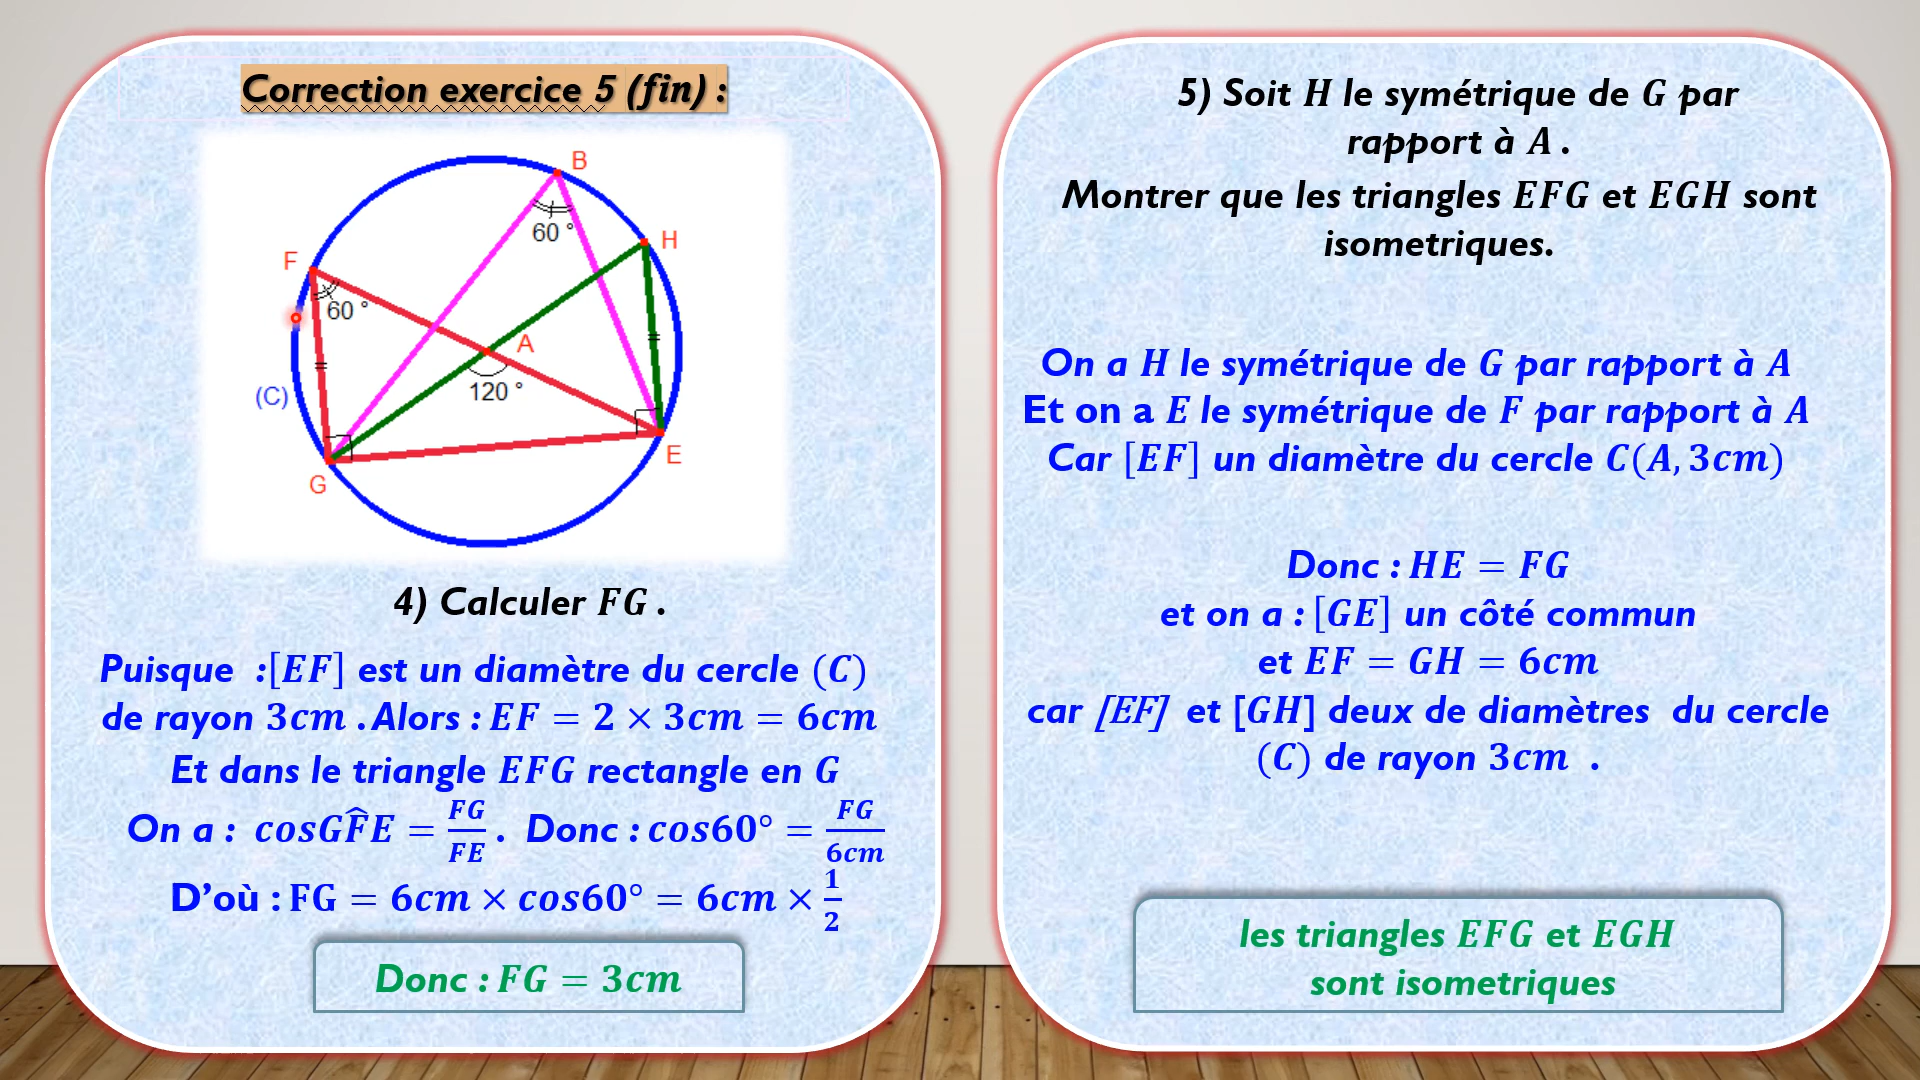 Correction exercice 5 (fin) :
B
H
F
60 °
60 °
A
120 °
(C)
E
G
4) Calculer FG .
Puisque :[EF] est un diamètre du cercle (C)
de rayon 3cm . Alors : EF = 2 × 3cm = 6cm
Et dans le triangle EFG rectangle en G
On a : cosGF̂E = FG/FE . Donc : cos60° = FG/6cm
D’où : FG = 6cm × cos60° = 6cm × 1/2
Donc : FG = 3cm
5) Soit H le symétrique de G par
rapport à A .
Montrer que les triangles EFG et EGH sont
isometriques.
On a H le symétrique de G par rapport à A
Et on a E le symétrique de F par rapport à A
Car [EF] un diamètre du cercle C(A, 3cm)
Donc : HE = FG
et on a : [GE] un côté commun
et EF = GH = 6cm
car [EF] et [GH] deux de diamètres du cercle
(C) de rayon 3cm .
les triangles EFG et EGH
sont isometriques